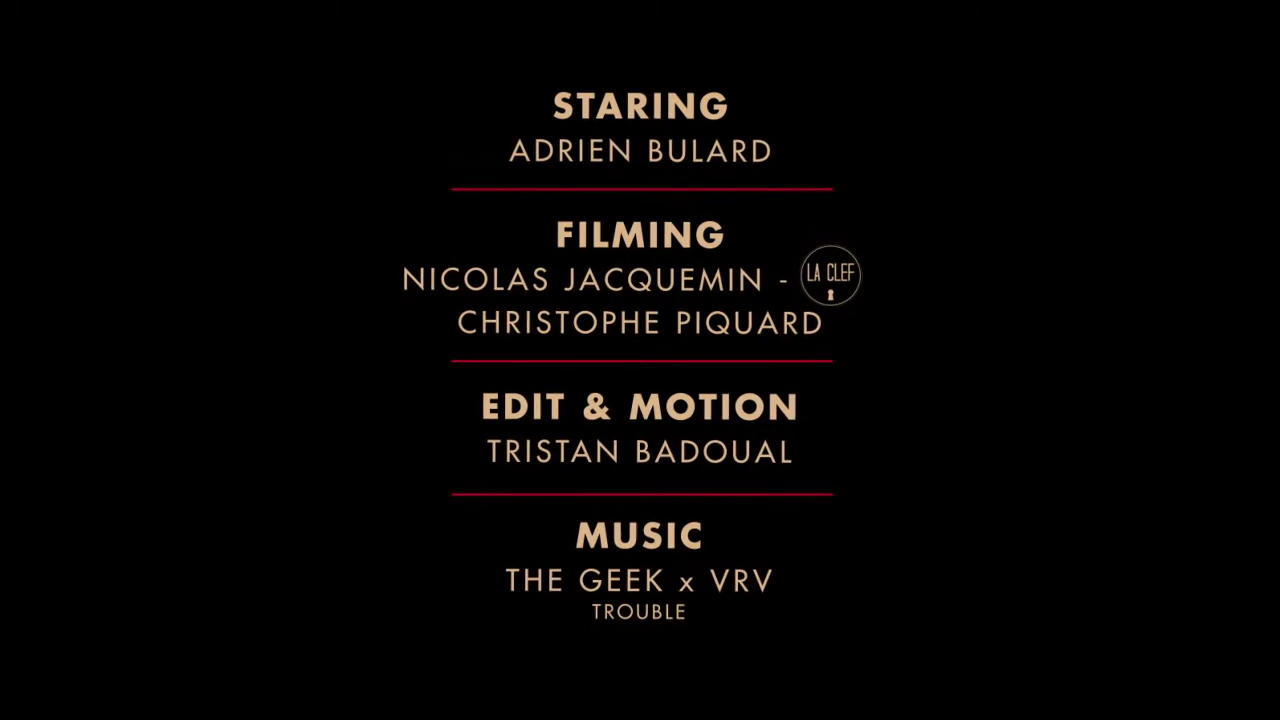 STARING
ADRIEN BULARD
FILMING
NICOLAS JACQUEMIN - LA CLEF
CHRISTOPHE PIQUARD
EDIT & MOTION
TRISTAN BADOUAL
MUSIC
THE GEEK x VRV
TROUBLE